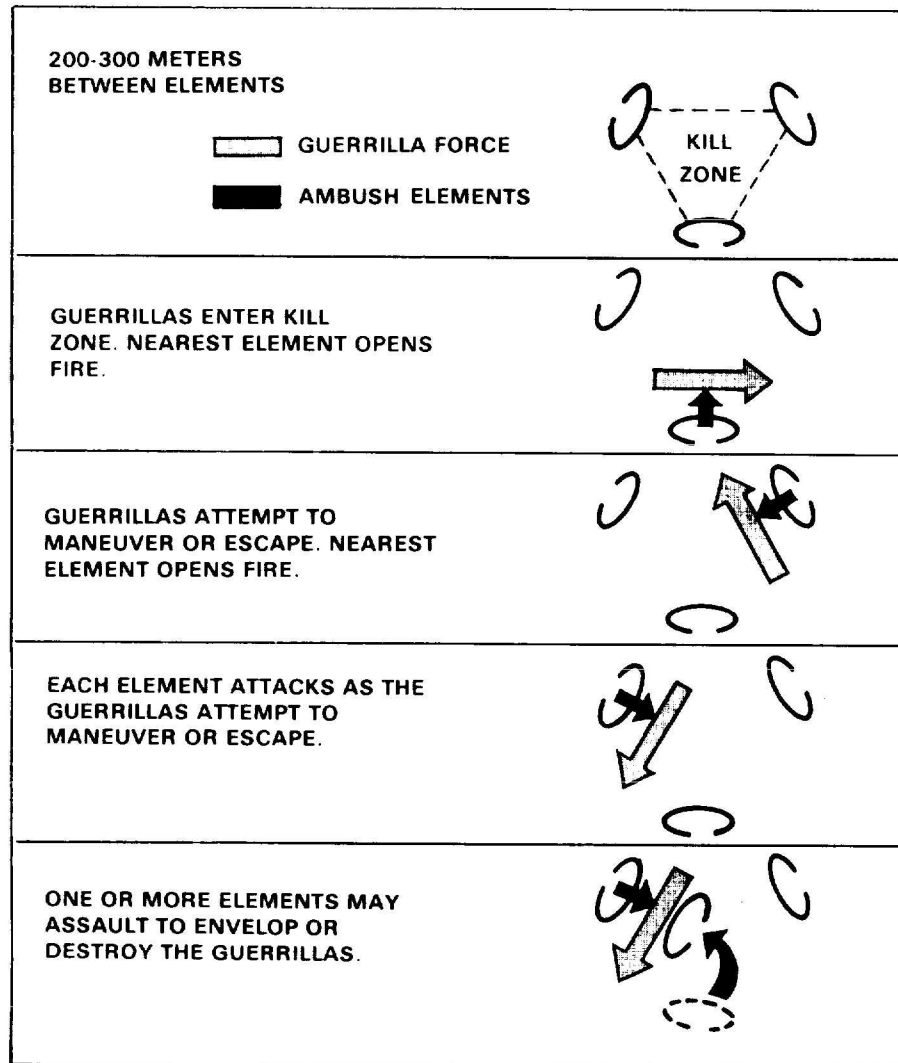 200-300 METERS
BETWEEN ELEMENTS
GUERRILLA FORCE
AMBUSH ELEMENTS
KILL
ZONE
GUERRILLAS ENTER KILL
ZONE. NEAREST ELEMENT OPENS
FIRE.
GUERRILLAS ATTEMPT TO
MANEUVER OR ESCAPE. NEAREST
ELEMENT OPENS FIRE.
EACH ELEMENT ATTACKS AS THE
GUERRILLAS ATTEMPT TO
MANEUVER OR ESCAPE.
ONE OR MORE ELEMENTS MAY
ASSAULT TO ENVELOP OR
DESTROY THE GUERRILLAS.